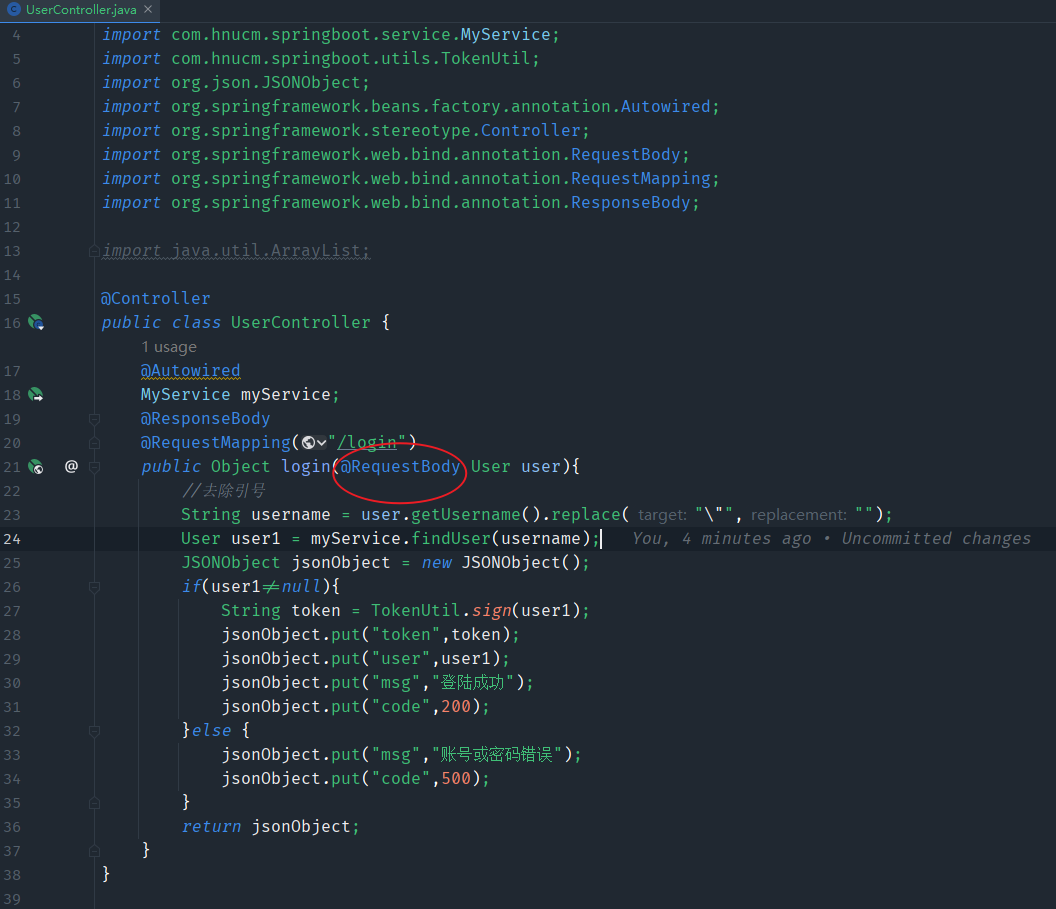 UserController.java
4 import com.hnucm.springboot.service.MyService;
5 import com.hnucm.springboot.utils.TokenUtil;
6 import org.json.JSONObject;
7 import org.springframework.beans.factory.annotation.Autowired;
8 import org.springframework.stereotype.Controller;
9 import org.springframework.web.bind.annotation.RequestBody;
10 import org.springframework.web.bind.annotation.RequestMapping;
11 import org.springframework.web.bind.annotation.ResponseBody;
12
13 import java.util.ArrayList;
14
15 @Controller
16 public class UserController {
1 usage
17 @Autowired
18 MyService myService;
19 @ResponseBody
20 @RequestMapping("/login")
21 @ public Object login(@RequestBody User user){
22 //去除引号
23 String username = user.getUsername().replace( target: "\"", replacement: "");
24 User user1 = myService.findUser(username); You, 4 minutes ago • Uncommitted changes
25 JSONObject jsonObject = new JSONObject();
26 if(user1≠null){
27 String token = TokenUtil.sign(user1);
28 jsonObject.put("token",token);
29 jsonObject.put("user",user1);
30 jsonObject.put("msg","登陆成功");
31 jsonObject.put("code",200);
32 }else {
33 jsonObject.put("msg","账号或密码错误");
34 jsonObject.put("code",500);
35 }
36 return jsonObject;
37 }
38 }
39